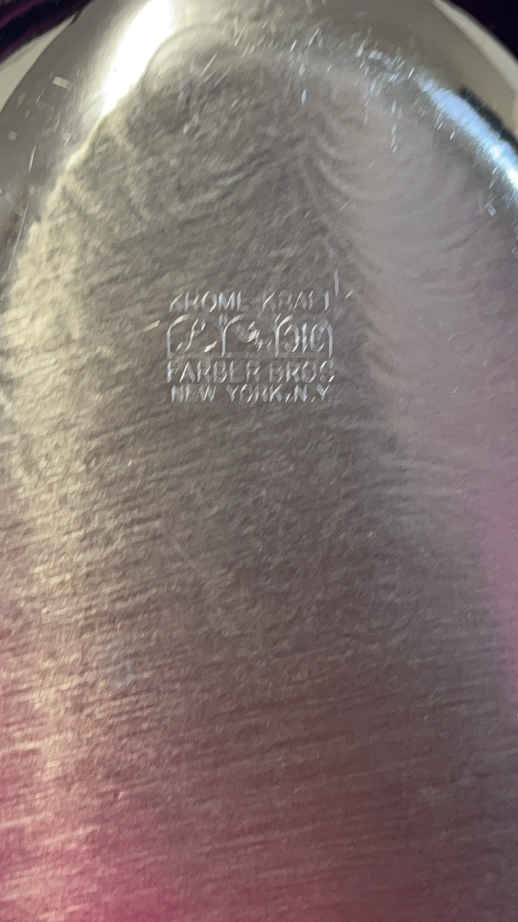 KROME-KRAFT
FARBER BROS
NEW YORK, N.Y